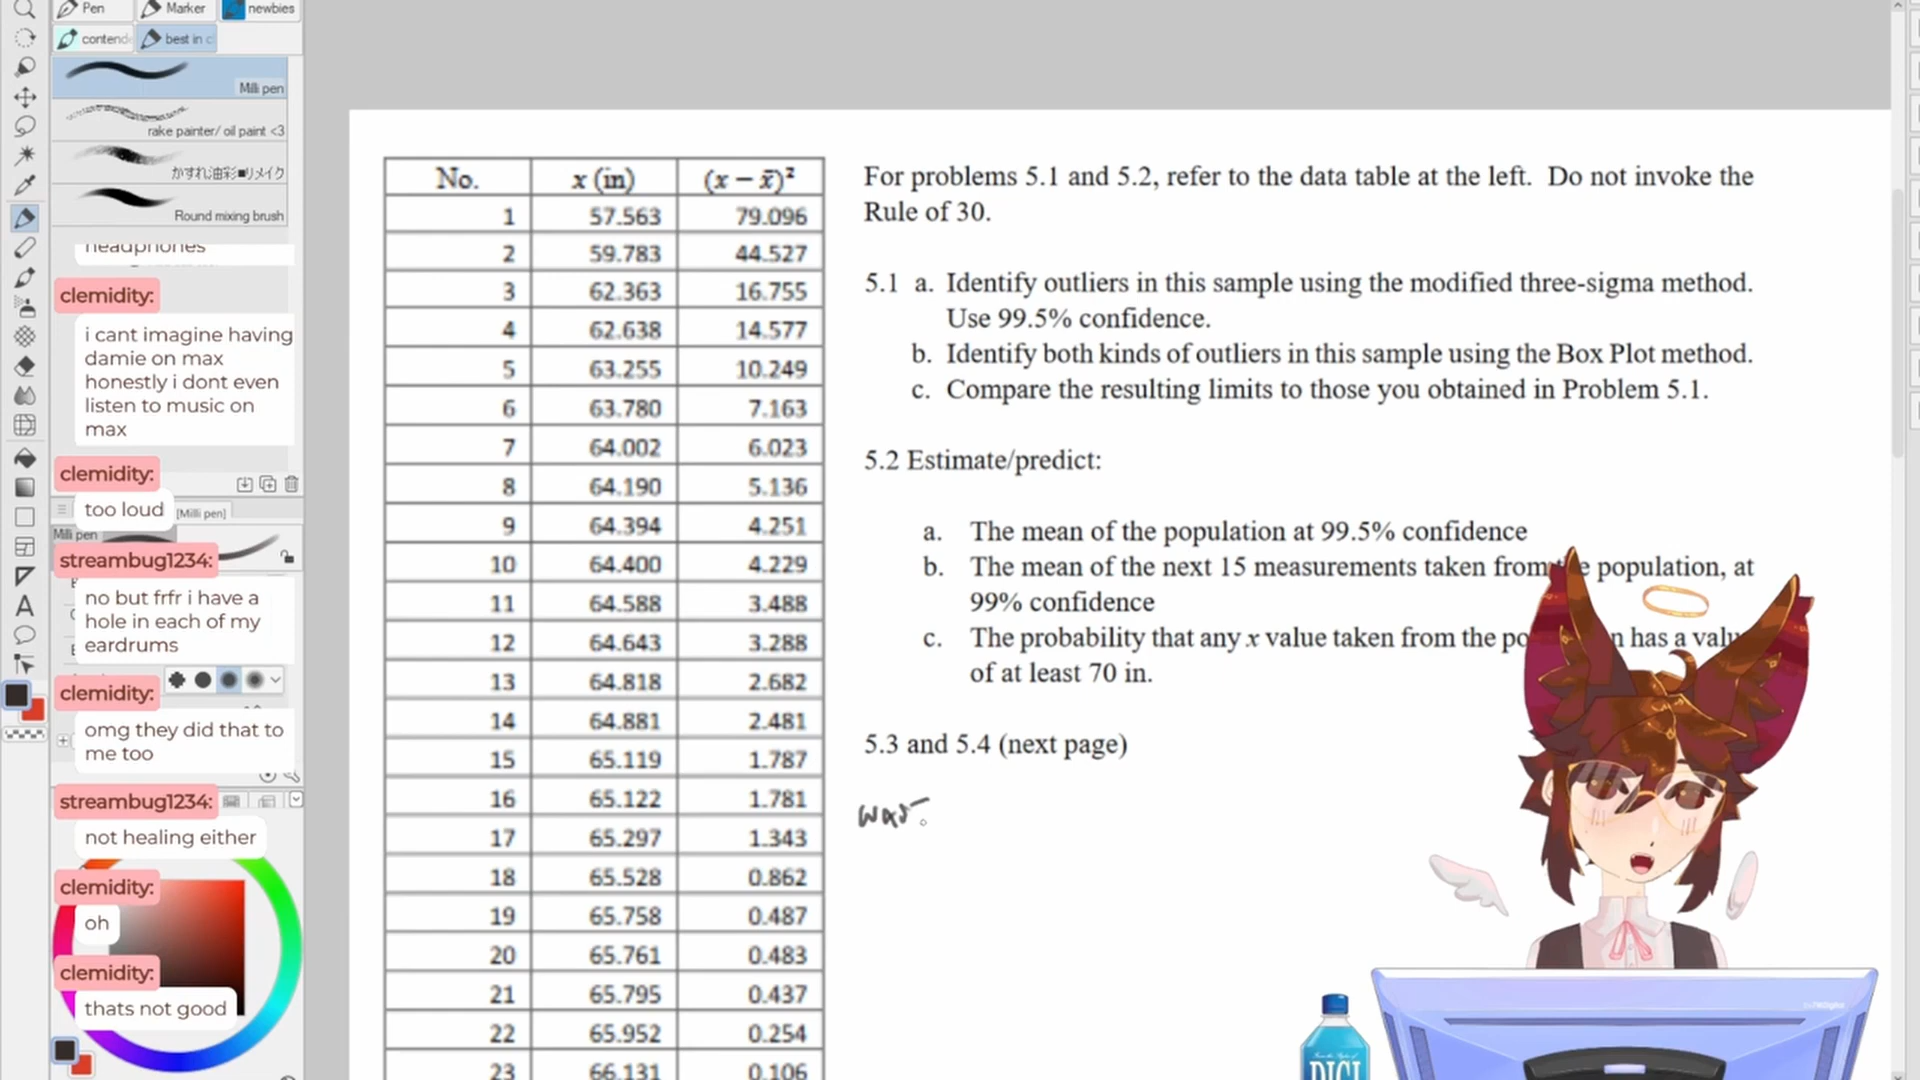 Pen
Marker
newbies
contend
best in c
Milli pen
rake painter/ oil paint <3
かすれ油彩■リメイク
Round mixing brush
headphones
clemidity:
i cant imagine having
damie on max
honestly i dont even
listen to music on
max
clemidity:
too loud
[Milli pen]
Milli pen
streambug1234:
no but frfr i have a
hole in each of my
eardrums
clemidity:
omg they did that to
me too
streambug1234:
not healing either
clemidity:
oh
clemidity:
thats not good
No. x (in) (x − x̄)²
1 57.563 79.096
2 59.783 44.527
3 62.363 16.755
4 62.638 14.577
5 63.255 10.249
6 63.780 7.163
7 64.002 6.023
8 64.190 5.136
9 64.394 4.251
10 64.400 4.229
11 64.588 3.488
12 64.643 3.288
13 64.818 2.682
14 64.881 2.481
15 65.119 1.787
16 65.122 1.781
17 65.297 1.343
18 65.528 0.862
19 65.758 0.487
20 65.761 0.483
21 65.795 0.437
22 65.952 0.254
23 66.131 0.106
For problems 5.1 and 5.2, refer to the data table at the left. Do not invoke the
Rule of 30.
5.1 a. Identify outliers in this sample using the modified three-sigma method.
Use 99.5% confidence.
b. Identify both kinds of outliers in this sample using the Box Plot method.
c. Compare the resulting limits to those you obtained in Problem 5.1.
5.2 Estimate/predict:
a. The mean of the population at 99.5% confidence
b. The mean of the next 15 measurements taken from population, at
99% confidence
c. The probability that any x value taken from the po n has a valu
of at least 70 in.
5.3 and 5.4 (next page)
DIGI